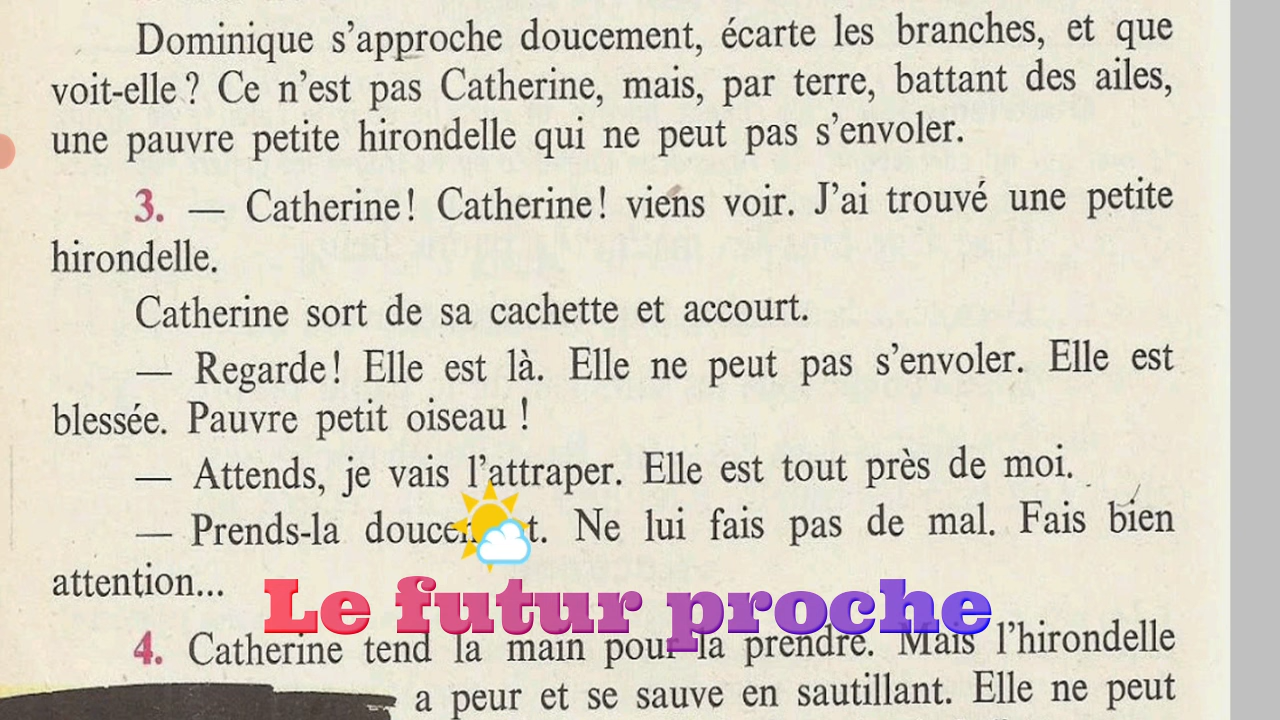 Dominique s'approche doucement, écarte les branches, et que
voit-elle ? Ce n'est pas Catherine, mais, par terre, battant des ailes,
une pauvre petite hirondelle qui ne peut pas s'envoler.
3. — Catherine ! Catherine ! viens voir. J'ai trouvé une petite
hirondelle.
Catherine sort de sa cachette et accourt.
— Regarde ! Elle est là. Elle ne peut pas s'envoler. Elle est
blessée. Pauvre petit oiseau !
— Attends, je vais l'attraper. Elle est tout près de moi.
— Prends-la Ne lui fais pas de mal. Fais bien
attention...
Le futur proche
4. Catherine tend la main pour la prendre. Mais l'hirondelle
a peur et se sauve en sautillant. Elle ne peut